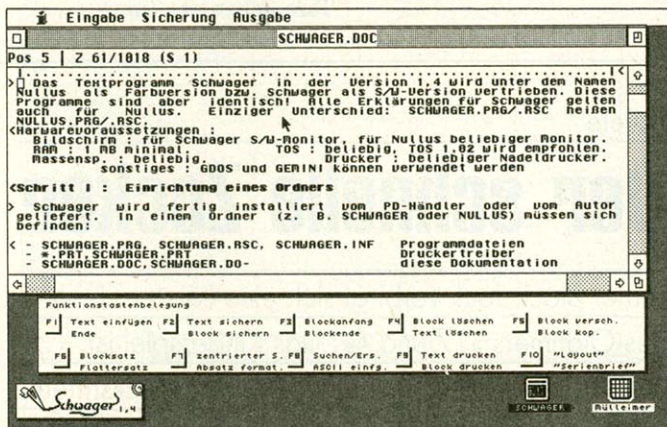 Eingabe Sicherung Ausgabe
SCHWAGER.DOC
Pos 5 | Z 61/1018 (S 1)
> Das Textprogramm Schwager in der Version 1,4 wird unter dem Namen
Nullus als Farbversion bzw. Schwager als S/W-Version vertrieben. Diese
Programme sind aber identisch! Alle Erklärungen für Schwager gelten
auch für Nullus. Einziger Unterschied: SCHWAGER.PRG/.RSC heißen
NULLUS.PRG/.RSC.
<Harwarevoraussetzungen :
Bildschirm : für Schwager S/W-Monitor, für Nullus beliebiger Monitor.
RAM : 1 MB minimal. TOS : beliebig, TOS 1.02 wird empfohlen.
Massensp. : beliebig. Drucker : beliebiger Nadeldrucker.
sonstiges : GDOS und GEMINI können verwendet werden
<Schritt 1 : Einrichtung eines Ordners
> Schwager wird fertig installiert vom PD-Händler oder vom Autor
geliefert. In einem Ordner (z. B. SCHWAGER oder NULLUS) müssen sich
befinden:
< - SCHWAGER.PRG, SCHWAGER.RSC, SCHWAGER.INF Programmdateien
- *.PRT,SCHWAGER.PRT Druckertreiber
- SCHWAGER.DOC,SCHWAGER.DO- diese Dokumentation
Funktionstastenbelegung
F1 Text einfügen F2 Text sichern F3 Blockanfang F4 Block löschen F5 Block versch.
Ende Block sichern Blockende Text löschen Block kop.
F6 Blocksatz F7 zentrierter S. F8 Suchen/Ers. F9 Text drucken F10 "Layout"
Flattersatz Absatz format. ASCII einfg. Block drucken "Serienbrief"
Schwager 1,4
SCHWAGER
Mülleimer